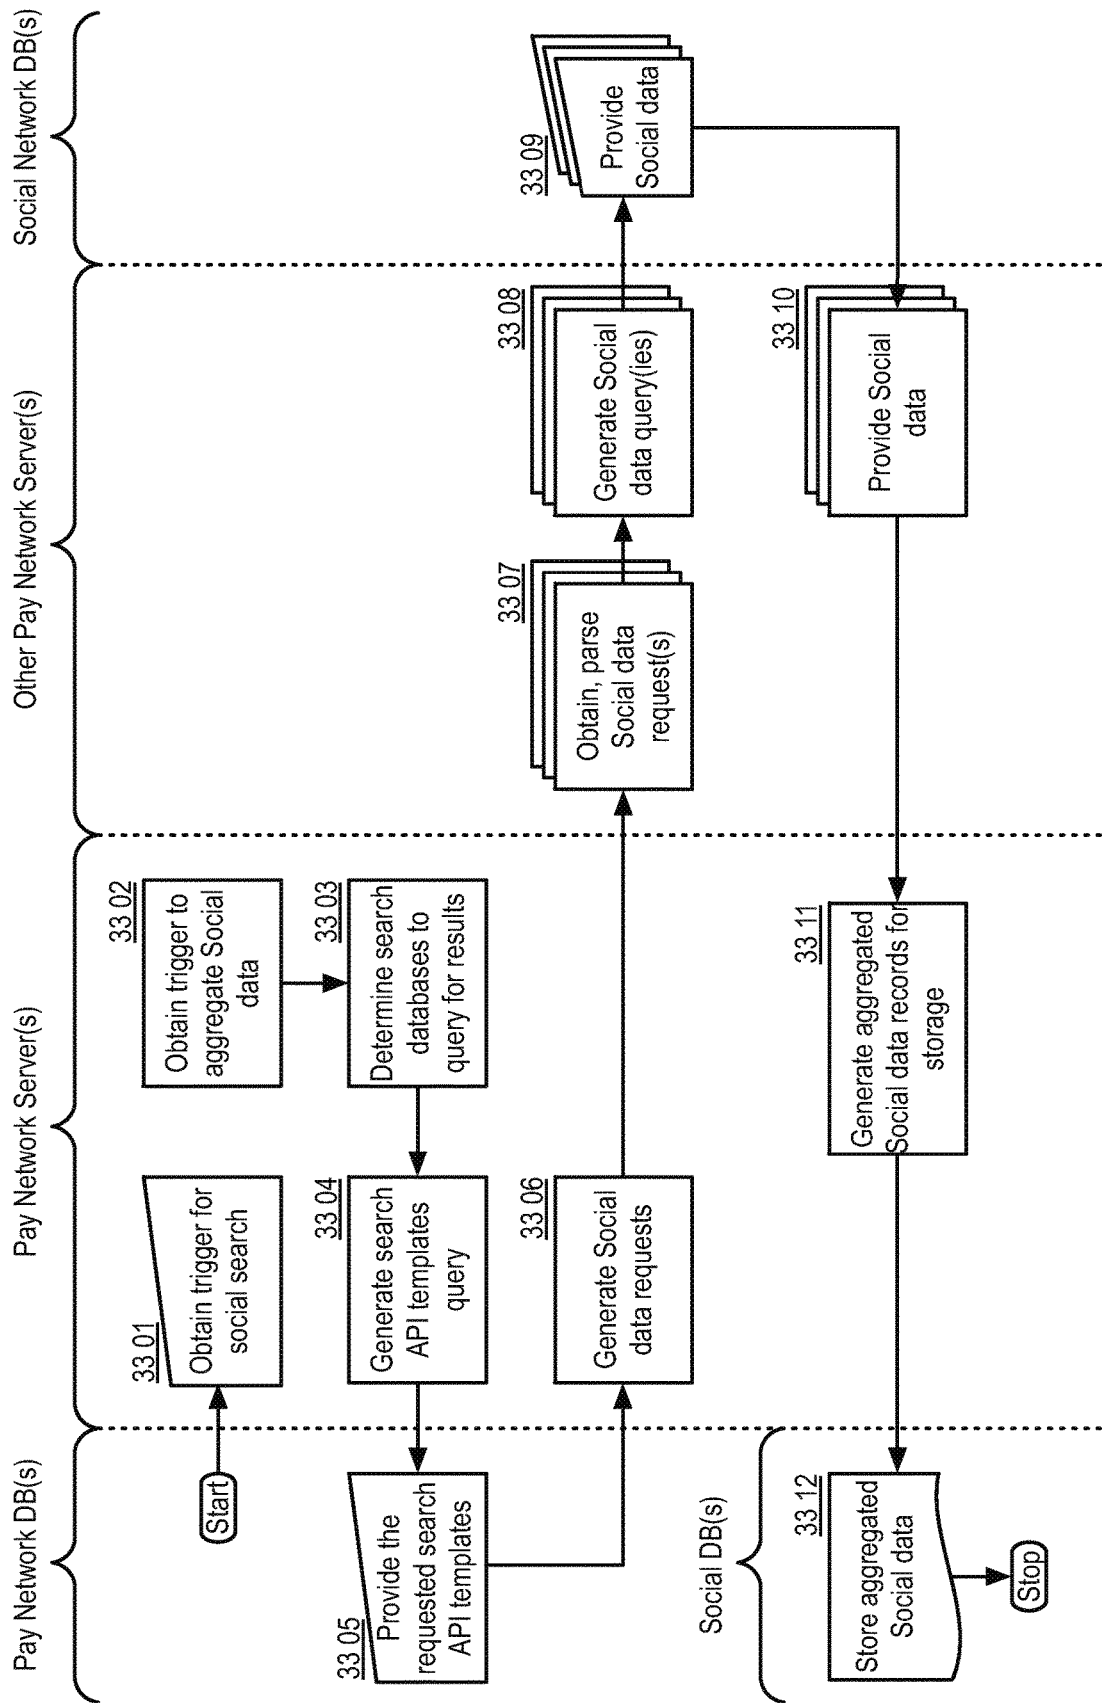 Pay Network DB(s)
Pay Network Server(s)
Other Pay Network Server(s)
Social Network DB(s)
Start
33 01
Obtain trigger for
social search
33 02
Obtain trigger to
aggregate Social
data
33 03
Determine search
databases to
query for results
33 04
Generate search
API templates
query
33 05
Provide the
requested search
API templates
33 06
Generate Social
data requests
33 07
Obtain, parse
Social data
request(s)
33 08
Generate Social
data query(ies)
33 09
Provide
Social data
33 10
Provide Social
data
33 11
Generate aggregated
Social data records for
storage
Social DB(s)
33 12
Store aggregated
Social data
Stop